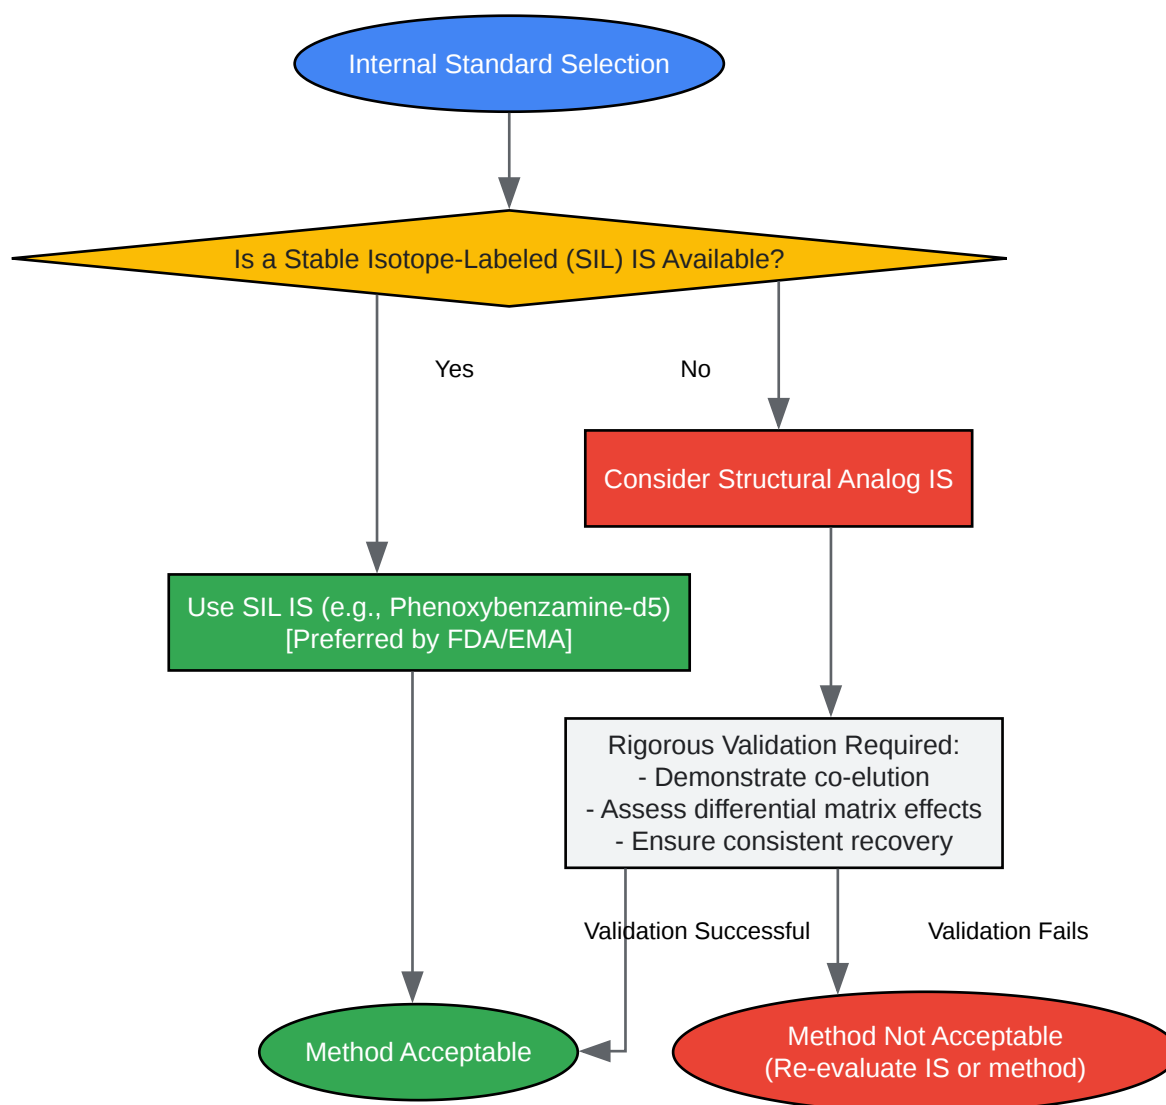 Internal Standard Selection
Is a Stable Isotope-Labeled (SIL) IS Available?
Yes
No
Consider Structural Analog IS
Use SIL IS (e.g., Phenoxybenzamine-d5)
[Preferred by FDA/EMA]
Rigorous Validation Required:
- Demonstrate co-elution
- Assess differential matrix effects
- Ensure consistent recovery
Validation Successful
Validation Fails
Method Acceptable
Method Not Acceptable
(Re-evaluate IS or method)